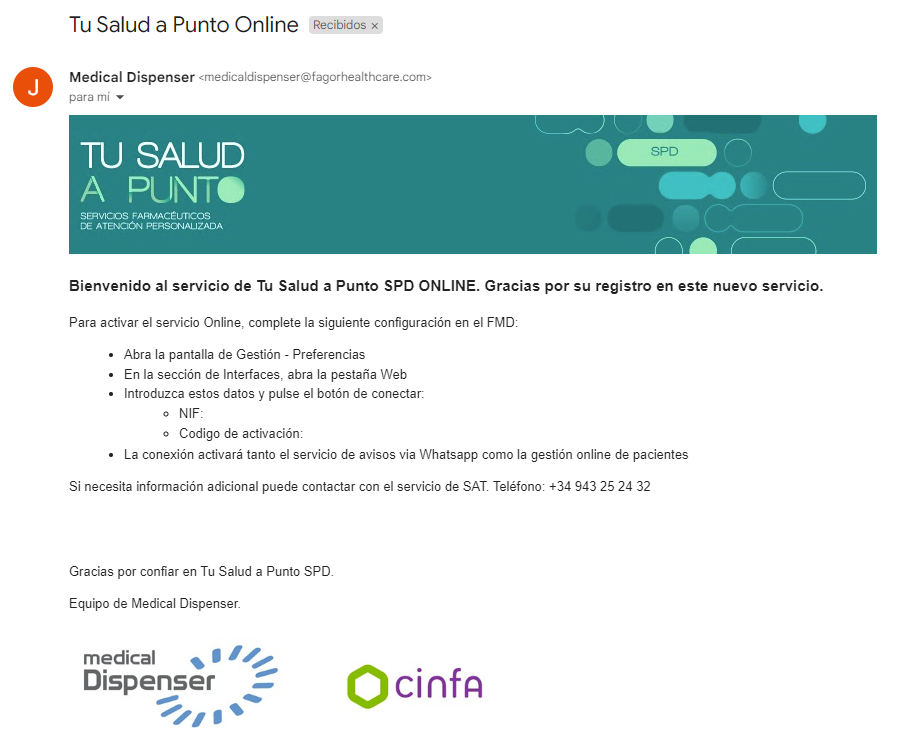 Tu Salud a Punto Online Recibidos ×
J
Medical Dispenser <medicaldispenser@fagorhealthcare.com>
para mí
TU SALUD
A PUNTO
SERVICIOS FARMACÉUTICOS
DE ATENCIÓN PERSONALIZADA
SPD
Bienvenido al servicio de Tu Salud a Punto SPD ONLINE. Gracias por su registro en este nuevo servicio.
Para activar el servicio Online, complete la siguiente configuración en el FMD:
• Abra la pantalla de Gestión - Preferencias
• En la sección de Interfaces, abra la pestaña Web
• Introduzca estos datos y pulse el botón de conectar:
◦ NIF:
◦ Codigo de activación:
• La conexión activará tanto el servicio de avisos via Whatsapp como la gestión online de pacientes
Si necesita información adicional puede contactar con el servicio de SAT. Teléfono: +34 943 25 24 32
Gracias por confiar en Tu Salud a Punto SPD.
Equipo de Medical Dispenser.
medical
Dispenser
cinfa